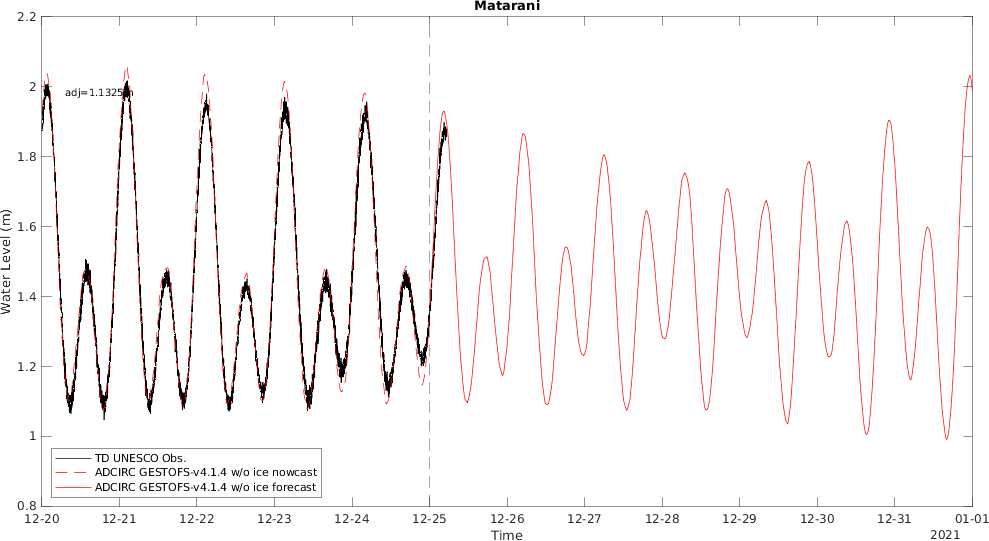 Matarani
2.2
2
1.8
1.6
1.4
1.2
1
0.8
Water Level (m)
adj=1.1325
TD UNESCO Obs.
ADCIRC GESTOFS-v4.1.4 w/o ice nowcast
ADCIRC GESTOFS-v4.1.4 w/o ice forecast
12-20 12-21 12-22 12-23 12-24 12-25 12-26 12-27 12-28 12-29 12-30 12-31 01-01
Time
2021